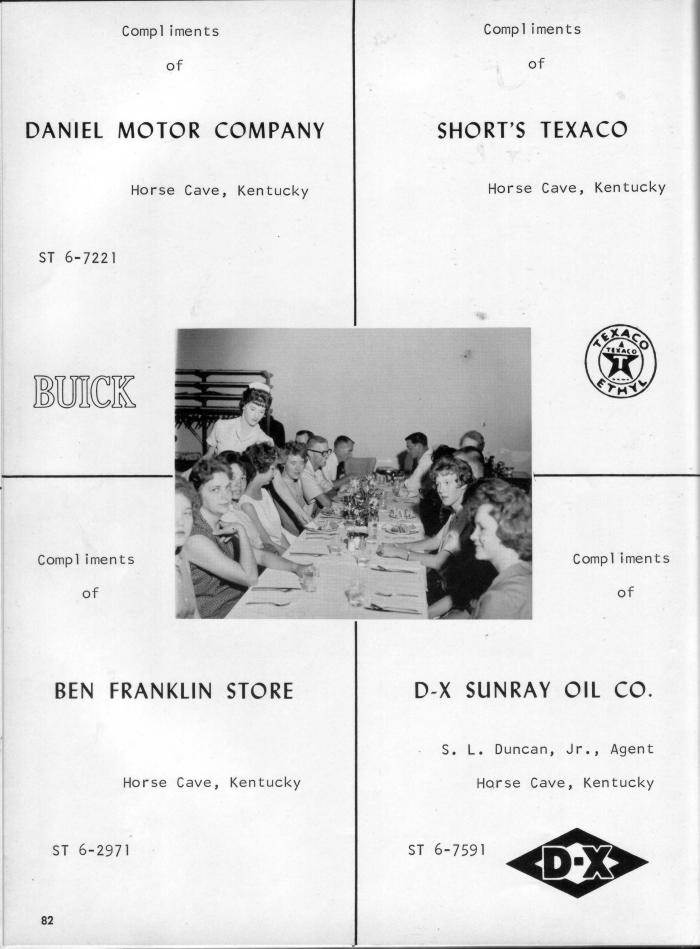 Compliments
of
DANIEL MOTOR COMPANY
Horse Cave, Kentucky
ST 6-7221
BUICK
Compliments
of
SHORT'S TEXACO
Horse Cave, Kentucky
TEXACO
TEXACO
T
ETHYL
Compliments
of
BEN FRANKLIN STORE
Horse Cave, Kentucky
ST 6-2971
Compliments
of
D-X SUNRAY OIL CO.
S. L. Duncan, Jr., Agent
Horse Cave, Kentucky
ST 6-7591
D-X
82